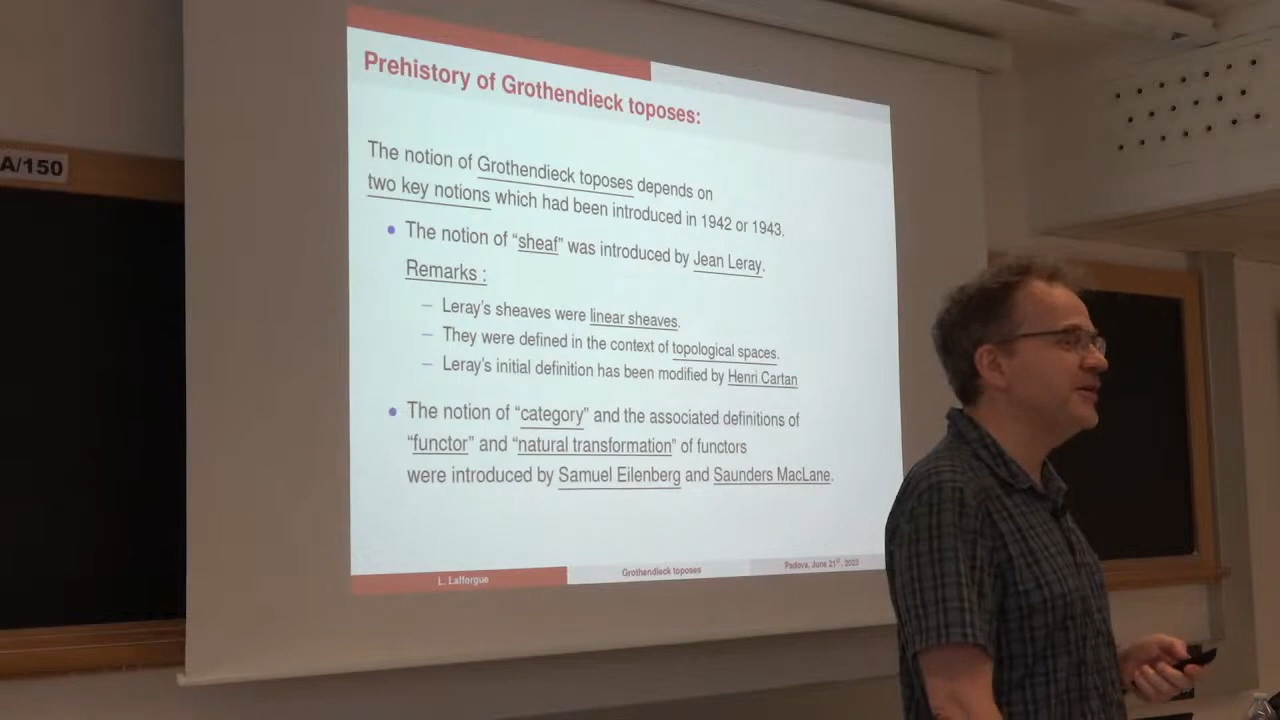 A/150
Prehistory of Grothendieck toposes:
The notion of Grothendieck toposes depends on
two key notions which had been introduced in 1942 or 1943.
• The notion of “sheaf” was introduced by Jean Leray.
Remarks :
– Leray's sheaves were linear sheaves.
– They were defined in the context of topological spaces.
– Leray's initial definition has been modified by Henri Cartan
• The notion of “category” and the associated definitions of
“functor” and “natural transformation” of functors
were introduced by Samuel Eilenberg and Saunders MacLane.
L. Lafforgue
Grothendieck toposes
Padova, June 21st, 2023